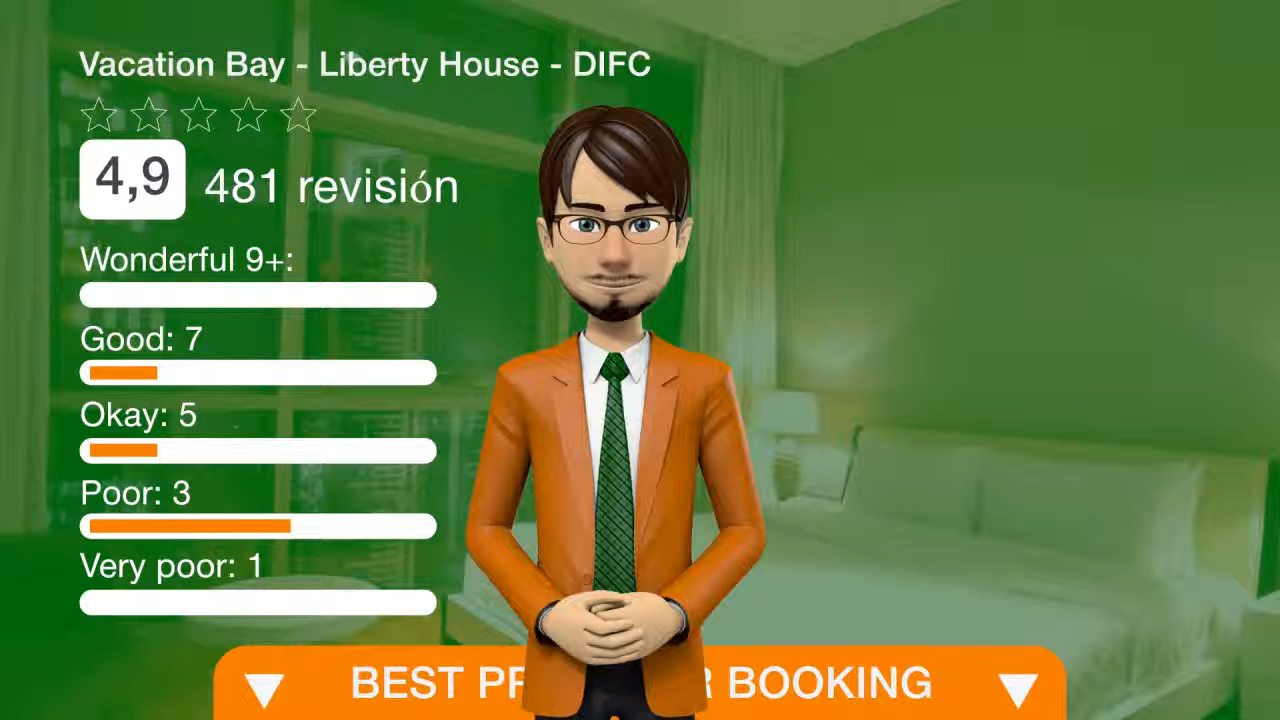 Vacation Bay - Liberty House - DIFC
4,9
481 revisión
Wonderful 9+:
Good: 7
Okay: 5
Poor: 3
Very poor: 1
BEST BOOKING